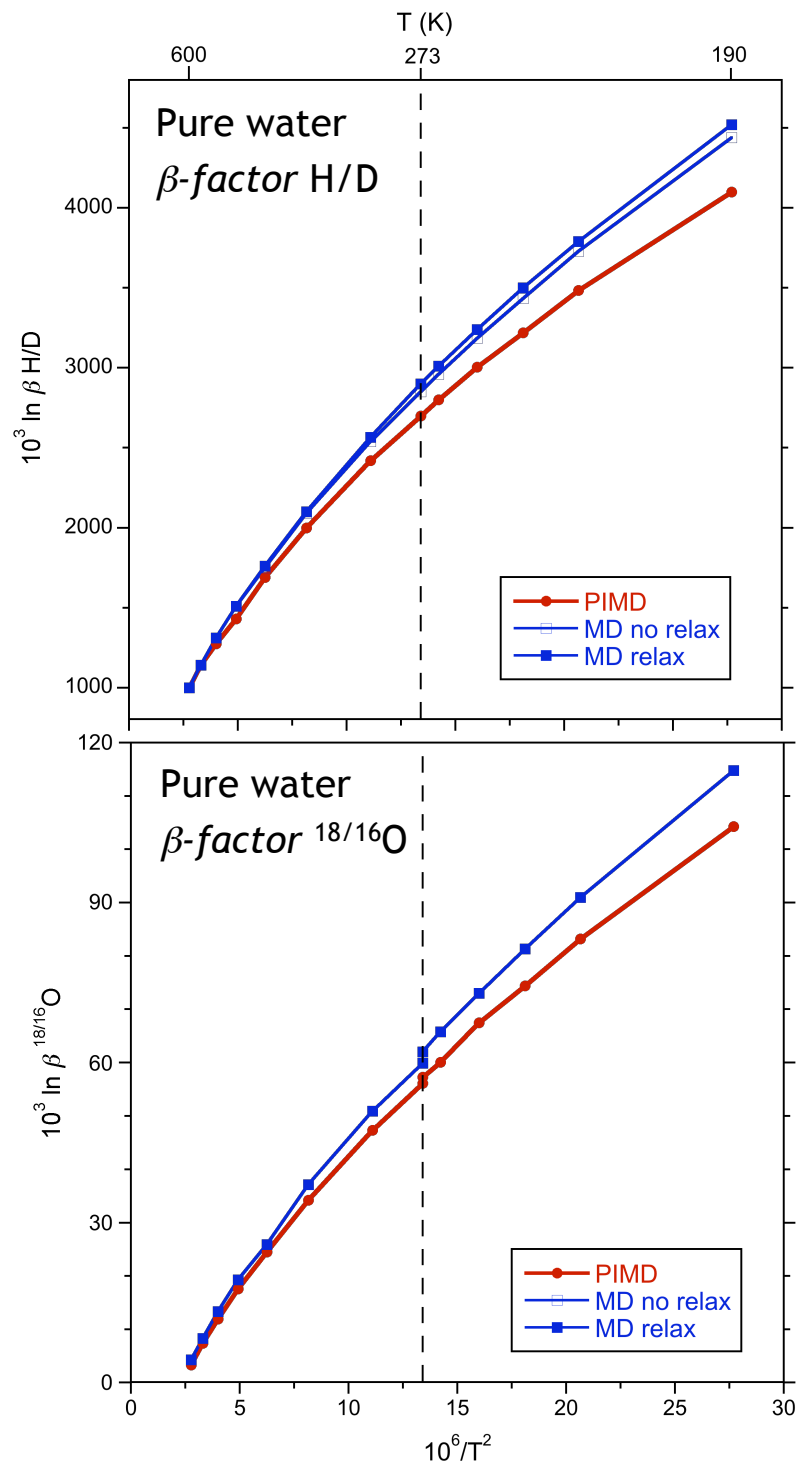 T (K)
600 273 190
Pure water
β-factor H/D
4000
3000
2000
1000
10³ ln β H/D
PIMD
MD no relax
MD relax
120
90
60
30
0
Pure water
β-factor ¹⁸/¹⁶O
10³ ln β ¹⁸/¹⁶O
PIMD
MD no relax
MD relax
0 5 10 15 20 25 30
10⁶/T²